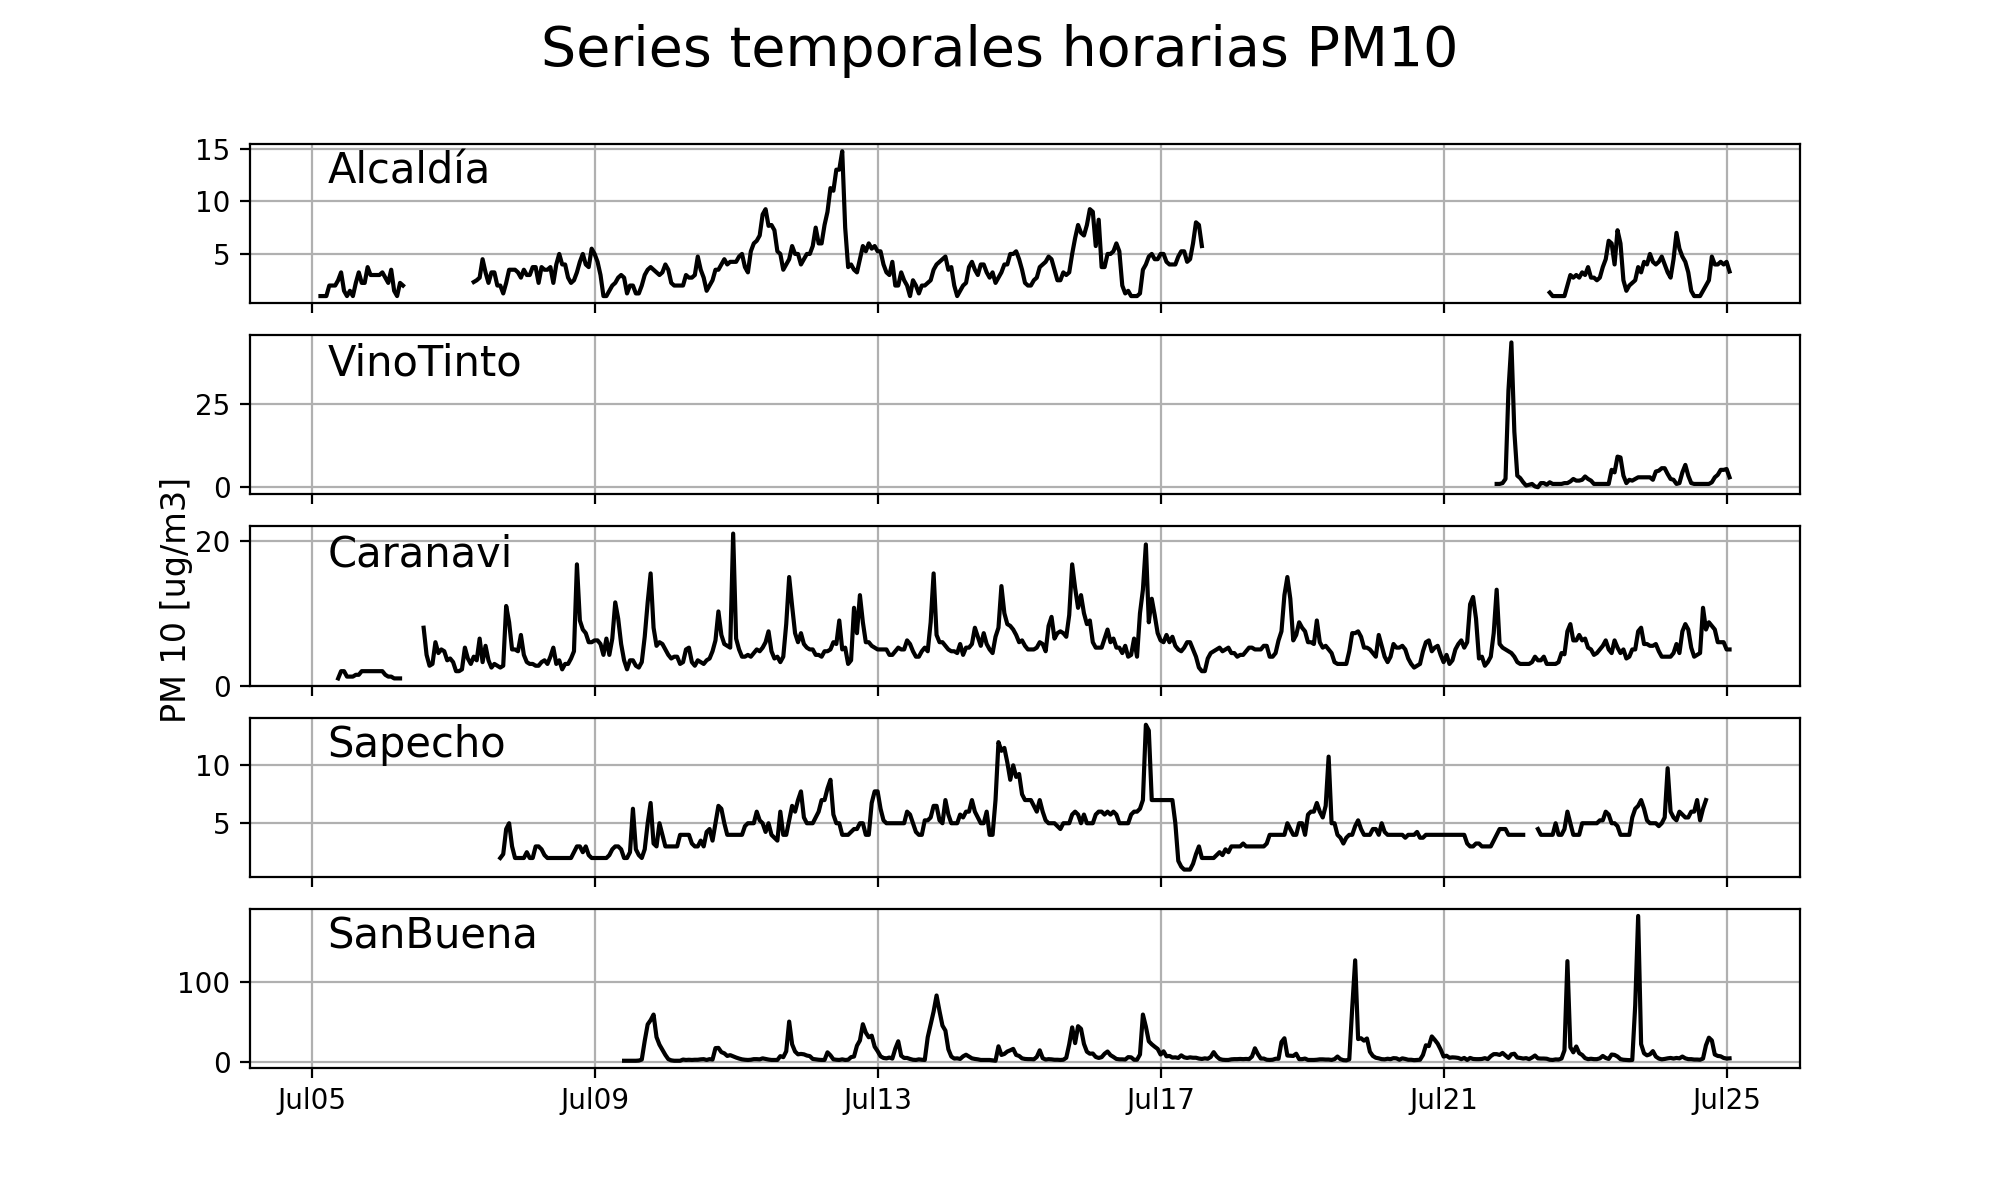 Series temporales horarias PM10
PM 10 [ug/m3]
Alcaldía
15
10
5
VinoTinto
25
0
Caranavi
20
0
Sapecho
10
5
SanBuena
100
0
Jul05 Jul09 Jul13 Jul17 Jul21 Jul25